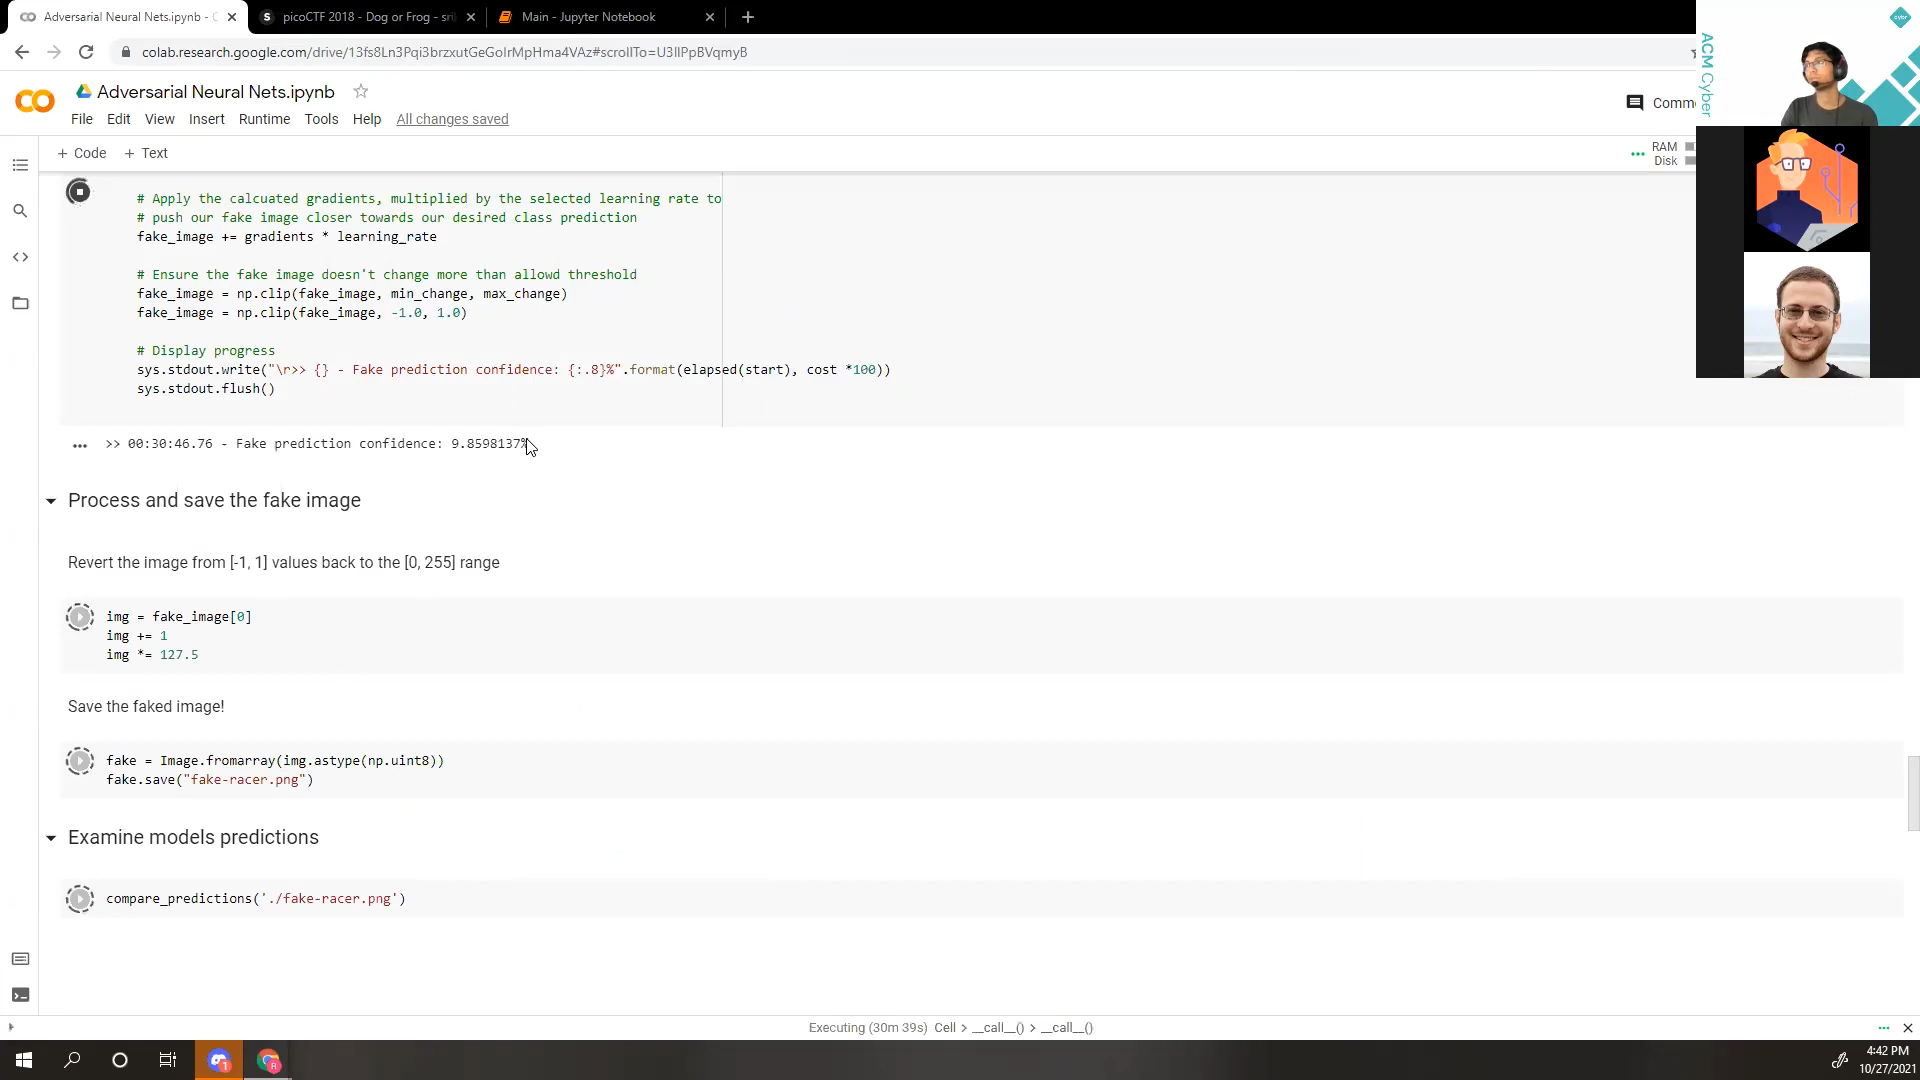 Adversarial Neural Nets.ipynb - C
picoCTF 2018 - Dog or Frog - sri
Main - Jupyter Notebook
colab.research.google.com/drive/13fs8Ln3Pqi3brzxutGeGoIrMpHma4VAz#scrollTo=U3IlPpBVqmyB
cyber
ACM Cyber
CO
Adversarial Neural Nets.ipynb
File Edit View Insert Runtime Tools Help All changes saved
Comme
+ Code + Text
RAM
Disk
# Apply the calcuated gradients, multiplied by the selected learning rate to
# push our fake image closer towards our desired class prediction
fake_image += gradients * learning_rate
# Ensure the fake image doesn't change more than allowd threshold
fake_image = np.clip(fake_image, min_change, max_change)
fake_image = np.clip(fake_image, -1.0, 1.0)
# Display progress
sys.stdout.write("\r>> {} - Fake prediction confidence: {:.8}%".format(elapsed(start), cost *100))
sys.stdout.flush()
>> 00:30:46.76 - Fake prediction confidence: 9.8598137%
Process and save the fake image
Revert the image from [-1, 1] values back to the [0, 255] range
img = fake_image[0]
img += 1
img *= 127.5
Save the faked image!
fake = Image.fromarray(img.astype(np.uint8))
fake.save("fake-racer.png")
Examine models predictions
compare_predictions('./fake-racer.png')
Executing (30m 39s) Cell > __call__() > __call__()
4:42 PM
10/27/2021